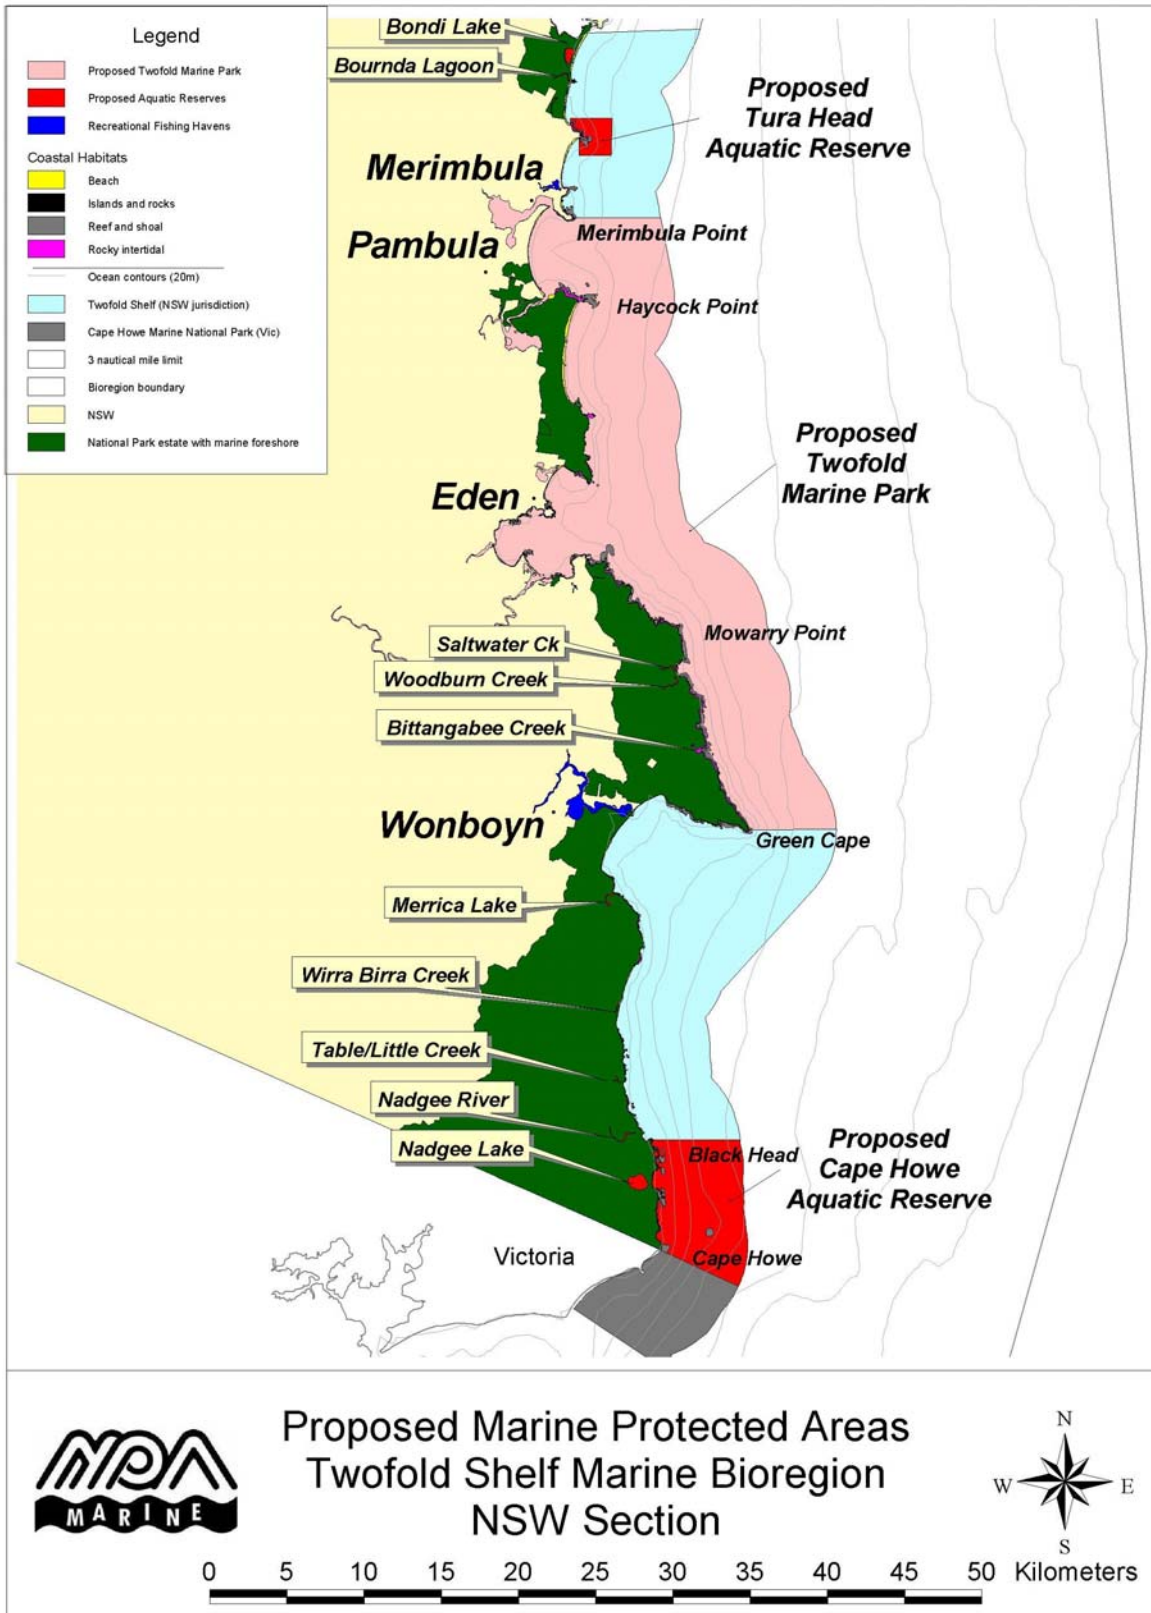 Legend
Proposed Twofold Marine Park
Proposed Aquatic Reserves
Recreational Fishing Havens
Coastal Habitats
Beach
Islands and rocks
Reef and shoal
Rocky intertidal
Ocean contours (20m)
Twofold Shelf (NSW jurisdiction)
Cape Howe Marine National Park (Vic)
3 nautical mile limit
Bioregion boundary
NSW
National Park estate with marine foreshore
Bondi Lake
Bournda Lagoon
Proposed
Tura Head
Aquatic Reserve
Merimbula
Merimbula Point
Pambula
Haycock Point
Proposed
Twofold
Marine Park
Eden
Mowarry Point
Saltwater Ck
Woodburn Creek
Bittangabee Creek
Wonboyn
Green Cape
Merrica Lake
Wirra Birra Creek
Table/Little Creek
Nadgee River
Nadgee Lake
Black Head
Proposed
Cape Howe
Aquatic Reserve
Victoria
Cape Howe
NPA
MARINE
Proposed Marine Protected Areas
Twofold Shelf Marine Bioregion
NSW Section
N
W
E
S
0 5 10 15 20 25 30 35 40 45 50 Kilometers